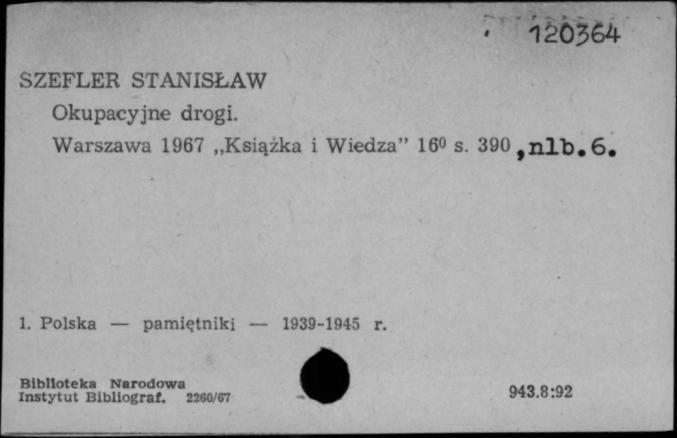 120364
SZEFLER STANISŁAW
Okupacyjne drogi.
Warszawa 1967 „Książka i Wiedza” 16⁰ s. 390, nlb. 6.
1. Polska — pamiętniki — 1939-1945 r.
Biblioteka Narodowa
Instytut Bibliograf. 2260/67
943.8:92